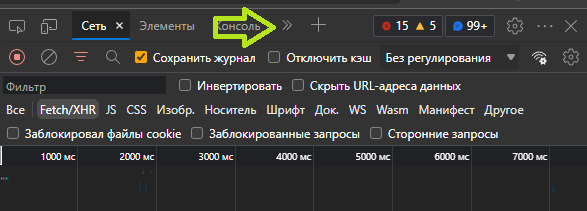 Сеть Элементы Консоль 15 5 99+
Сохранить журнал Отключить кэш Без регулирования
Фильтр Инвертировать Скрыть URL-адреса данных
Все Fetch/XHR JS CSS Изобр. Носитель Шрифт Док. WS Wasm Манифест Другое
Заблокировал файлы cookie Заблокированные запросы Сторонние запросы
1000 мс 2000 мс 3000 мс 4000 мс 5000 мс 6000 мс 7000 мс